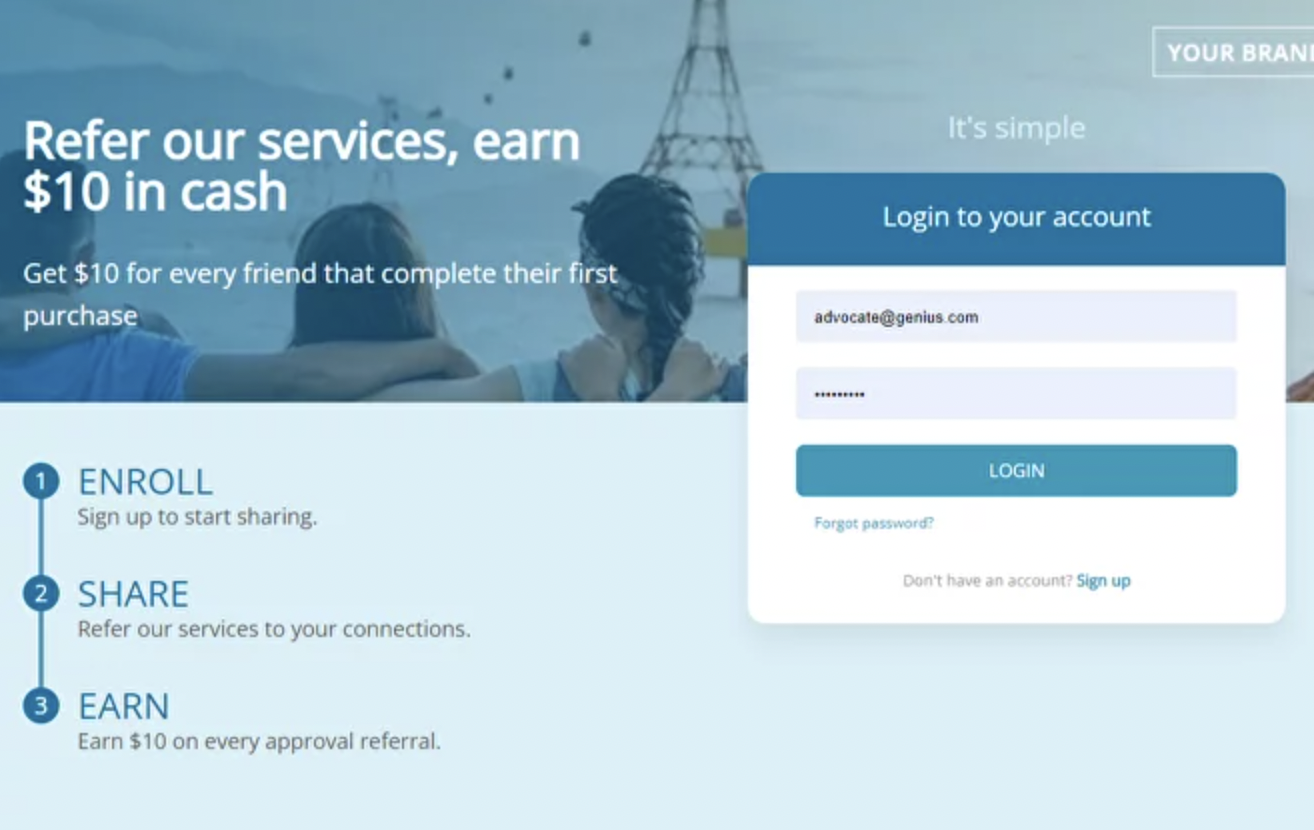 YOUR BRAN
Refer our services, earn
$10 in cash
Get $10 for every friend that complete their first
purchase
It's simple
Login to your account
advocate@genius.com
•••••••••
LOGIN
Forgot password?
Don't have an account? Sign up
1 ENROLL
Sign up to start sharing.
2 SHARE
Refer our services to your connections.
3 EARN
Earn $10 on every approval referral.